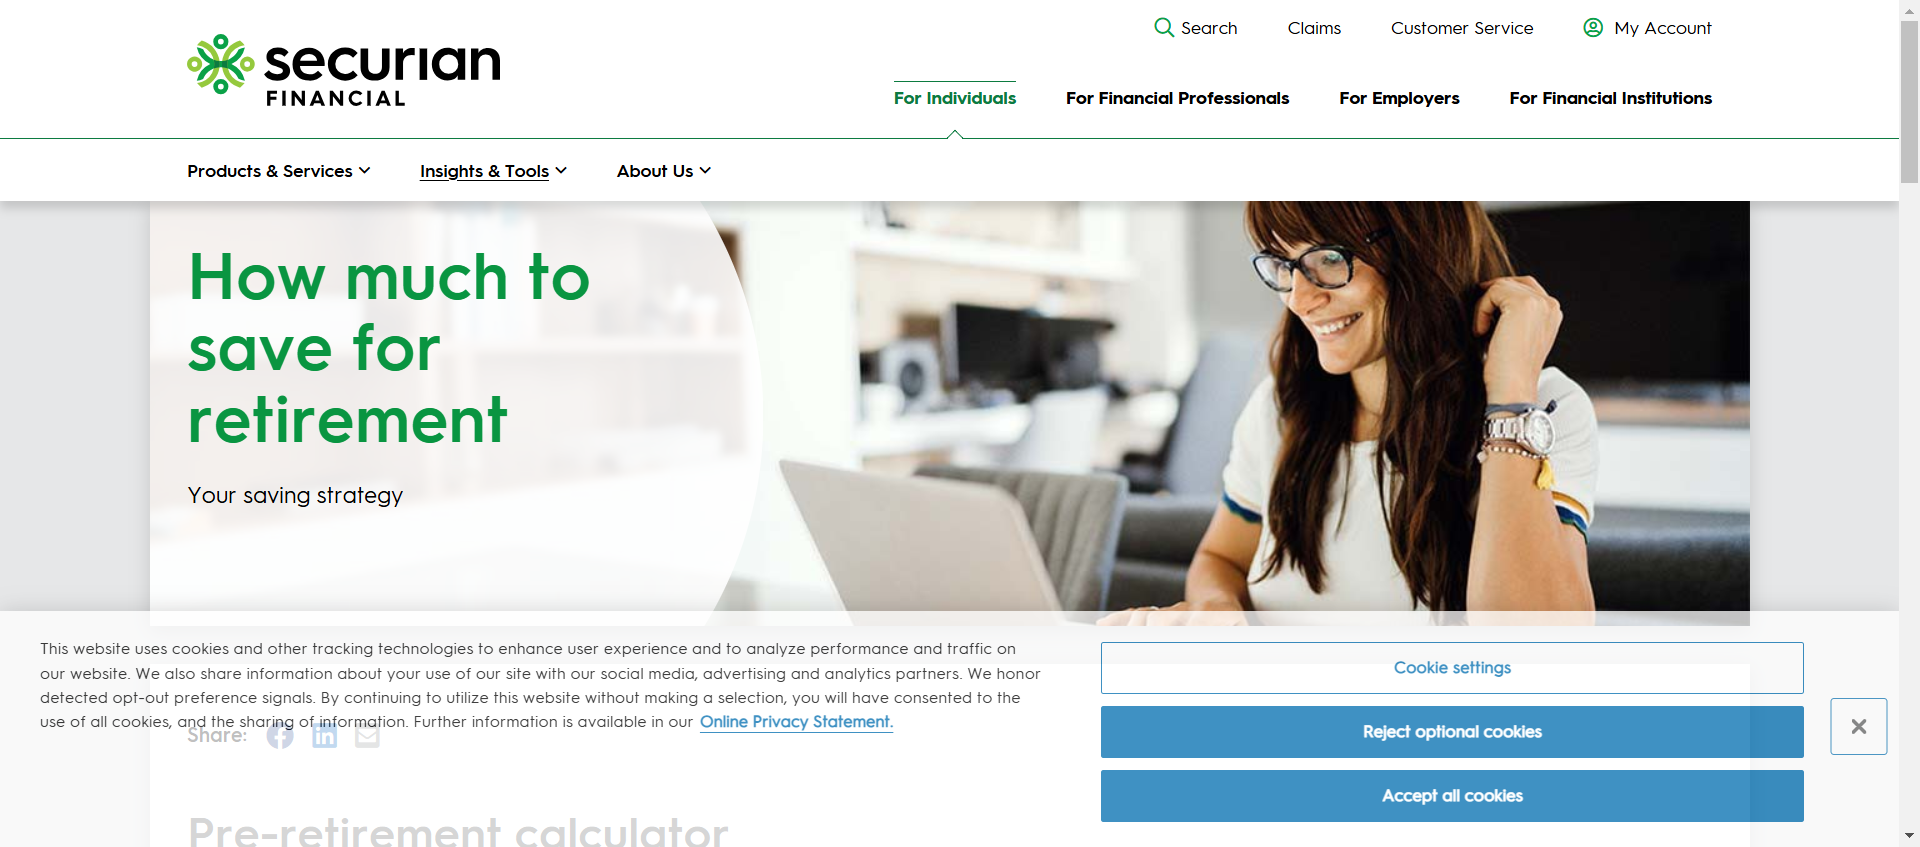 Search
Claims
Customer Service
My Account
securian
FINANCIAL
For Individuals
For Financial Professionals
For Employers
For Financial Institutions
Products & Services
Insights & Tools
About Us
How much to
save for
retirement
Your saving strategy
This website uses cookies and other tracking technologies to enhance user experience and to analyze performance and traffic on
our website. We also share information about your use of our site with our social media, advertising and analytics partners. We honor
detected opt-out preference signals. By continuing to utilize this website without making a selection, you will have consented to the
use of all cookies, and the sharing of information. Further information is available in our Online Privacy Statement.
Cookie settings
Reject optional cookies
Accept all cookies
Share:
Pre-retirement calculator